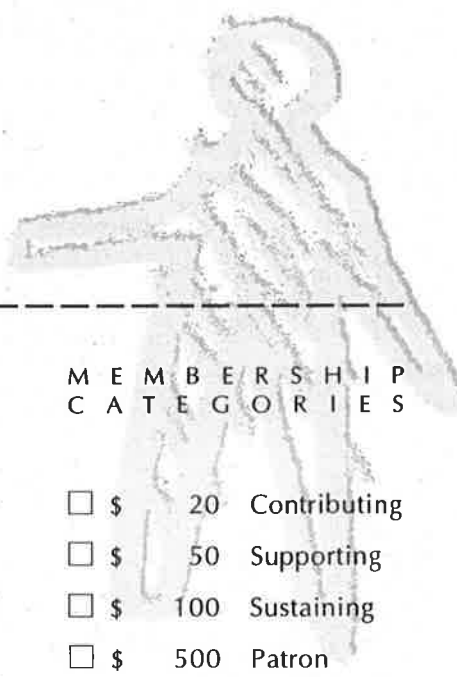 MEMBERSHIP
CATEGORIES
☐ $ 20 Contributing
☐ $ 50 Supporting
☐ $ 100 Sustaining
☐ $ 500 Patron